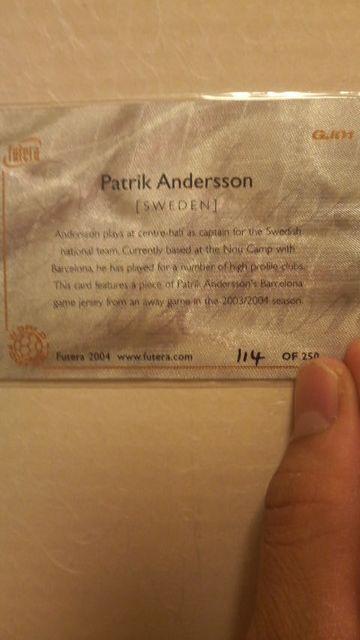 futera
GJ04
Patrik Andersson
[SWEDEN]
Andersson plays at centre-half as captain for the Swedish
national team. Currently based at the Nou Camp with
Barcelona, he has played for a number of high profile clubs.
This card features a piece of Patrik Andersson's Barcelona
game jersey from an away game in the 2003/2004 season.
Futera 2004 www.futera.com 114 OF 250